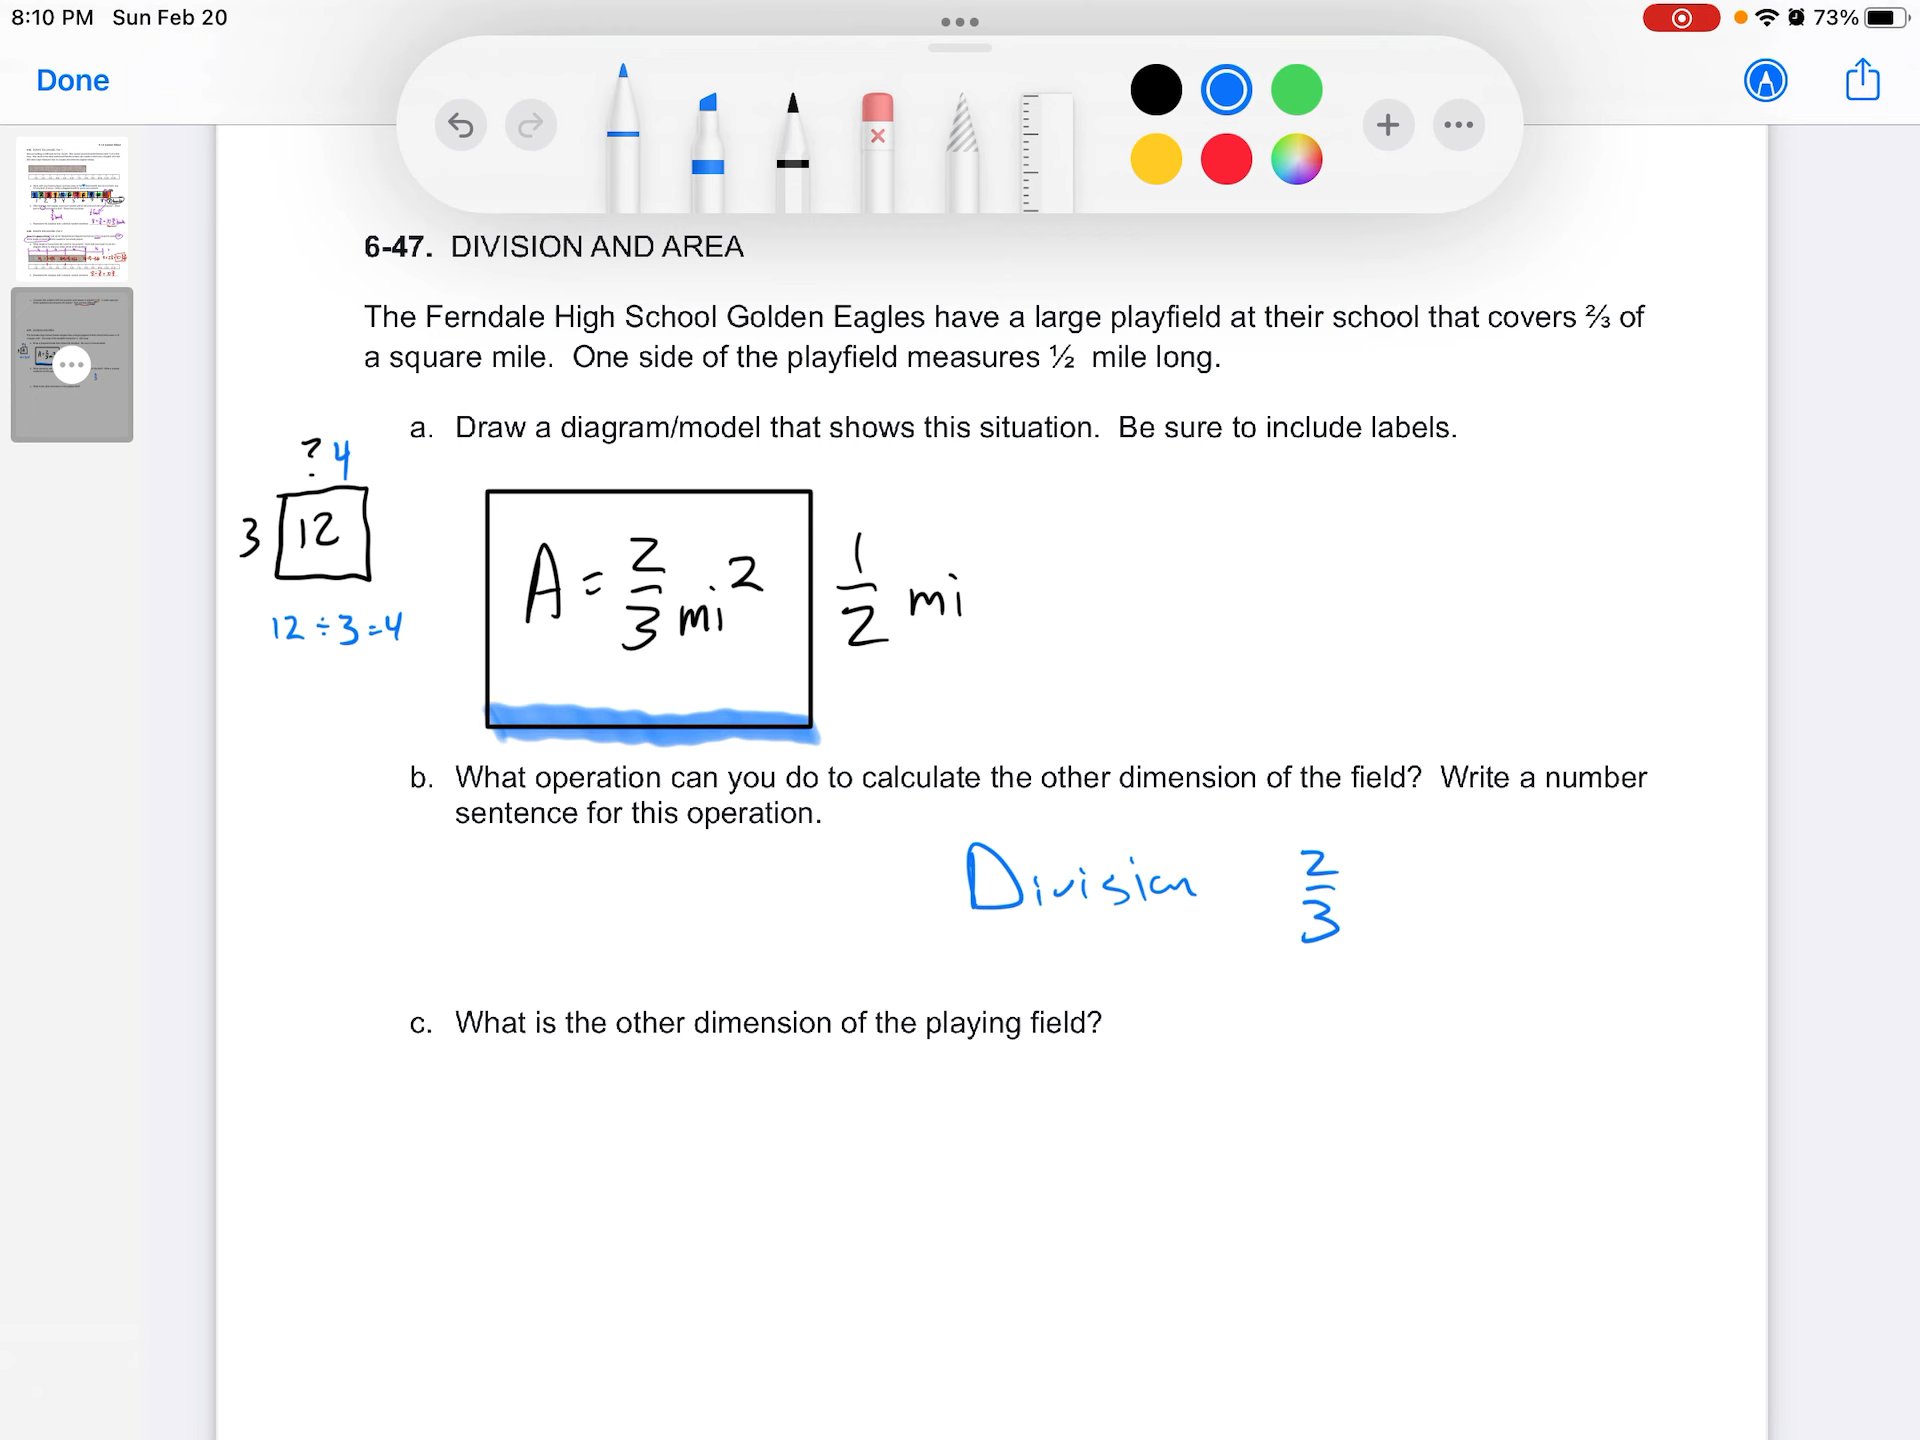 8:10 PM Sun Feb 20
73%
Done
6-47. DIVISION AND AREA
The Ferndale High School Golden Eagles have a large playfield at their school that covers ⅔ of
a square mile. One side of the playfield measures ½ mile long.
a. Draw a diagram/model that shows this situation. Be sure to include labels.
? 4
3 12
12 ÷ 3 = 4
A = 2/3 mi²
1/2 mi
b. What operation can you do to calculate the other dimension of the field? Write a number
sentence for this operation.
Division 2/3
c. What is the other dimension of the playing field?